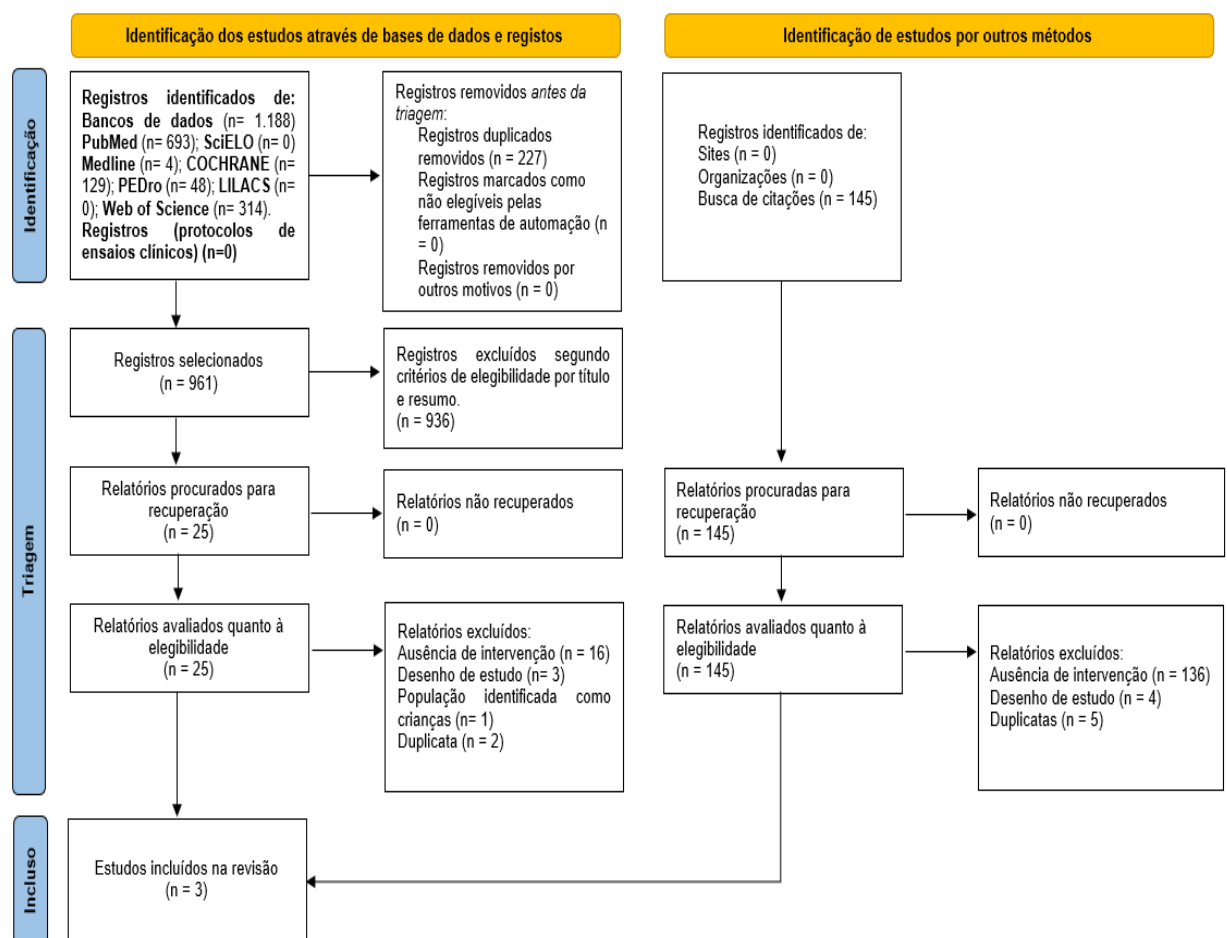 Identificação dos estudos através de bases de dados e registos
Identificação de estudos por outros métodos
Identificação
Registros identificados de:
Bancos de dados (n= 1.188)
PubMed (n= 693); SciELO (n= 0)
Medline (n= 4); COCHRANE (n=
129); PEDro (n= 48); LILACS (n=
0); Web of Science (n= 314).
Registros (protocolos de
ensaios clínicos) (n=0)
Registros removidos antes da
triagem:
Registros duplicados
removidos (n = 227)
Registros marcados como
não elegíveis pelas
ferramentas de automação (n
= 0)
Registros removidos por
outros motivos (n = 0)
Registros identificados de:
Sites (n = 0)
Organizações (n = 0)
Busca de citações (n = 145)
Triagem
Registros selecionados
(n = 961)
Registros excluídos segundo
critérios de elegibilidade por título
e resumo.
(n = 936)
Relatórios procurados para
recuperação
(n = 25)
Relatórios não recuperados
(n = 0)
Relatórios procuradas para
recuperação
(n = 145)
Relatórios não recuperados
(n = 0)
Relatórios avaliados quanto à
elegibilidade
(n = 25)
Relatórios excluídos:
Ausência de intervenção (n = 16)
Desenho de estudo (n= 3)
População identificada como
crianças (n= 1)
Duplicata (n = 2)
Relatórios avaliados quanto à
elegibilidade
(n = 145)
Relatórios excluídos:
Ausência de intervenção (n = 136)
Desenho de estudo (n = 4)
Duplicatas (n = 5)
Incluso
Estudos incluídos na revisão
(n = 3)